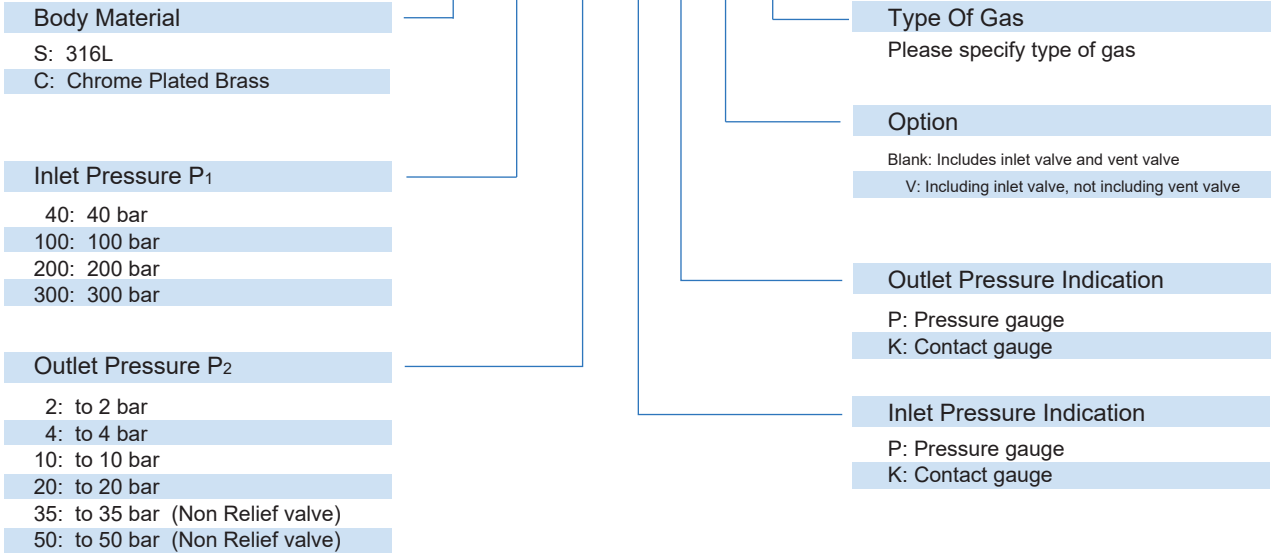 Body Material
S: 316L
C: Chrome Plated Brass
Inlet Pressure P1
40: 40 bar
100: 100 bar
200: 200 bar
300: 300 bar
Outlet Pressure P2
2: to 2 bar
4: to 4 bar
10: to 10 bar
20: to 20 bar
35: to 35 bar (Non Relief valve)
50: to 50 bar (Non Relief valve)
Type Of Gas
Please specify type of gas
Option
Blank: Includes inlet valve and vent valve
V: Including inlet valve, not including vent valve
Outlet Pressure Indication
P: Pressure gauge
K: Contact gauge
Inlet Pressure Indication
P: Pressure gauge
K: Contact gauge